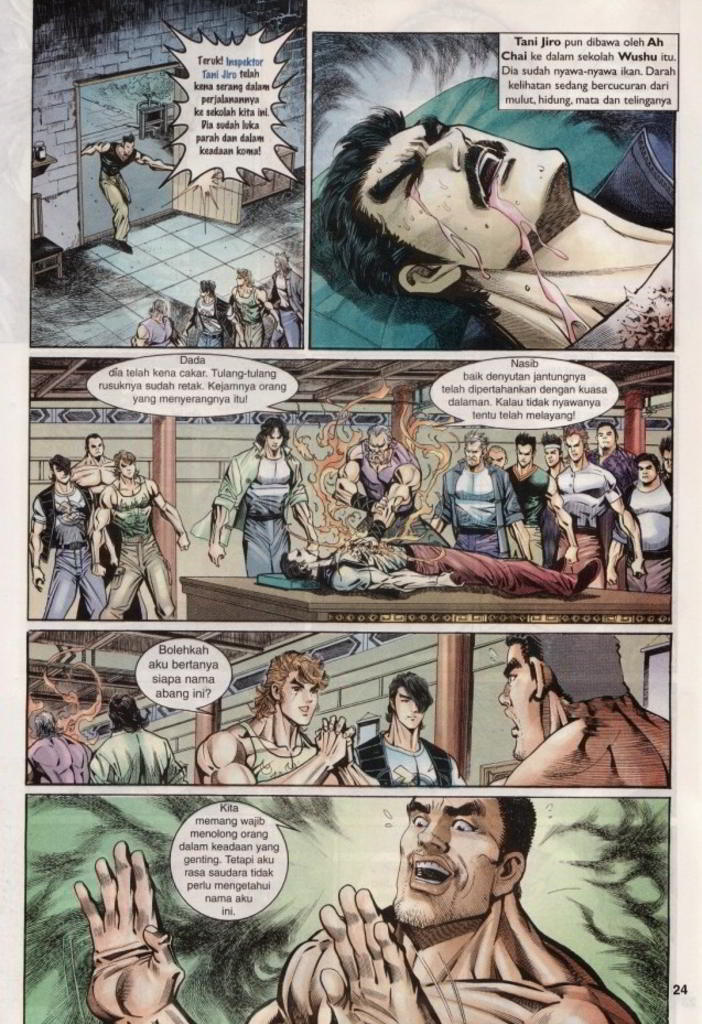 Teruk! Inspektor
Tani Jiro telah
kena serang dalam
perjalanannya
ke sekolah kita ini.
Dia sudah luka
parah dan dalam
keadaan koma!
Tani Jiro pun dibawa oleh Ah
Chai ke dalam sekolah Wushu itu.
Dia sudah nyawa-nyawa ikan. Darah
kelihatan sedang bercucuran dari
mulut, hidung, mata dan telinganya
Dada
dia telah kena cakar. Tulang-tulang
rusuknya sudah retak. Kejamnya orang
yang menyerangnya itu!
Nasib
baik denyutan jantungnya
telah dipertahankan dengan kuasa
dalaman. Kalau tidak nyawanya
tentu telah melayang!
Bolehkah
aku bertanya
siapa nama
abang ini?
Kita
memang wajib
menolong orang
dalam keadaan yang
genting. Tetapi aku
rasa saudara tidak
perlu mengetahui
nama aku
ini.
24